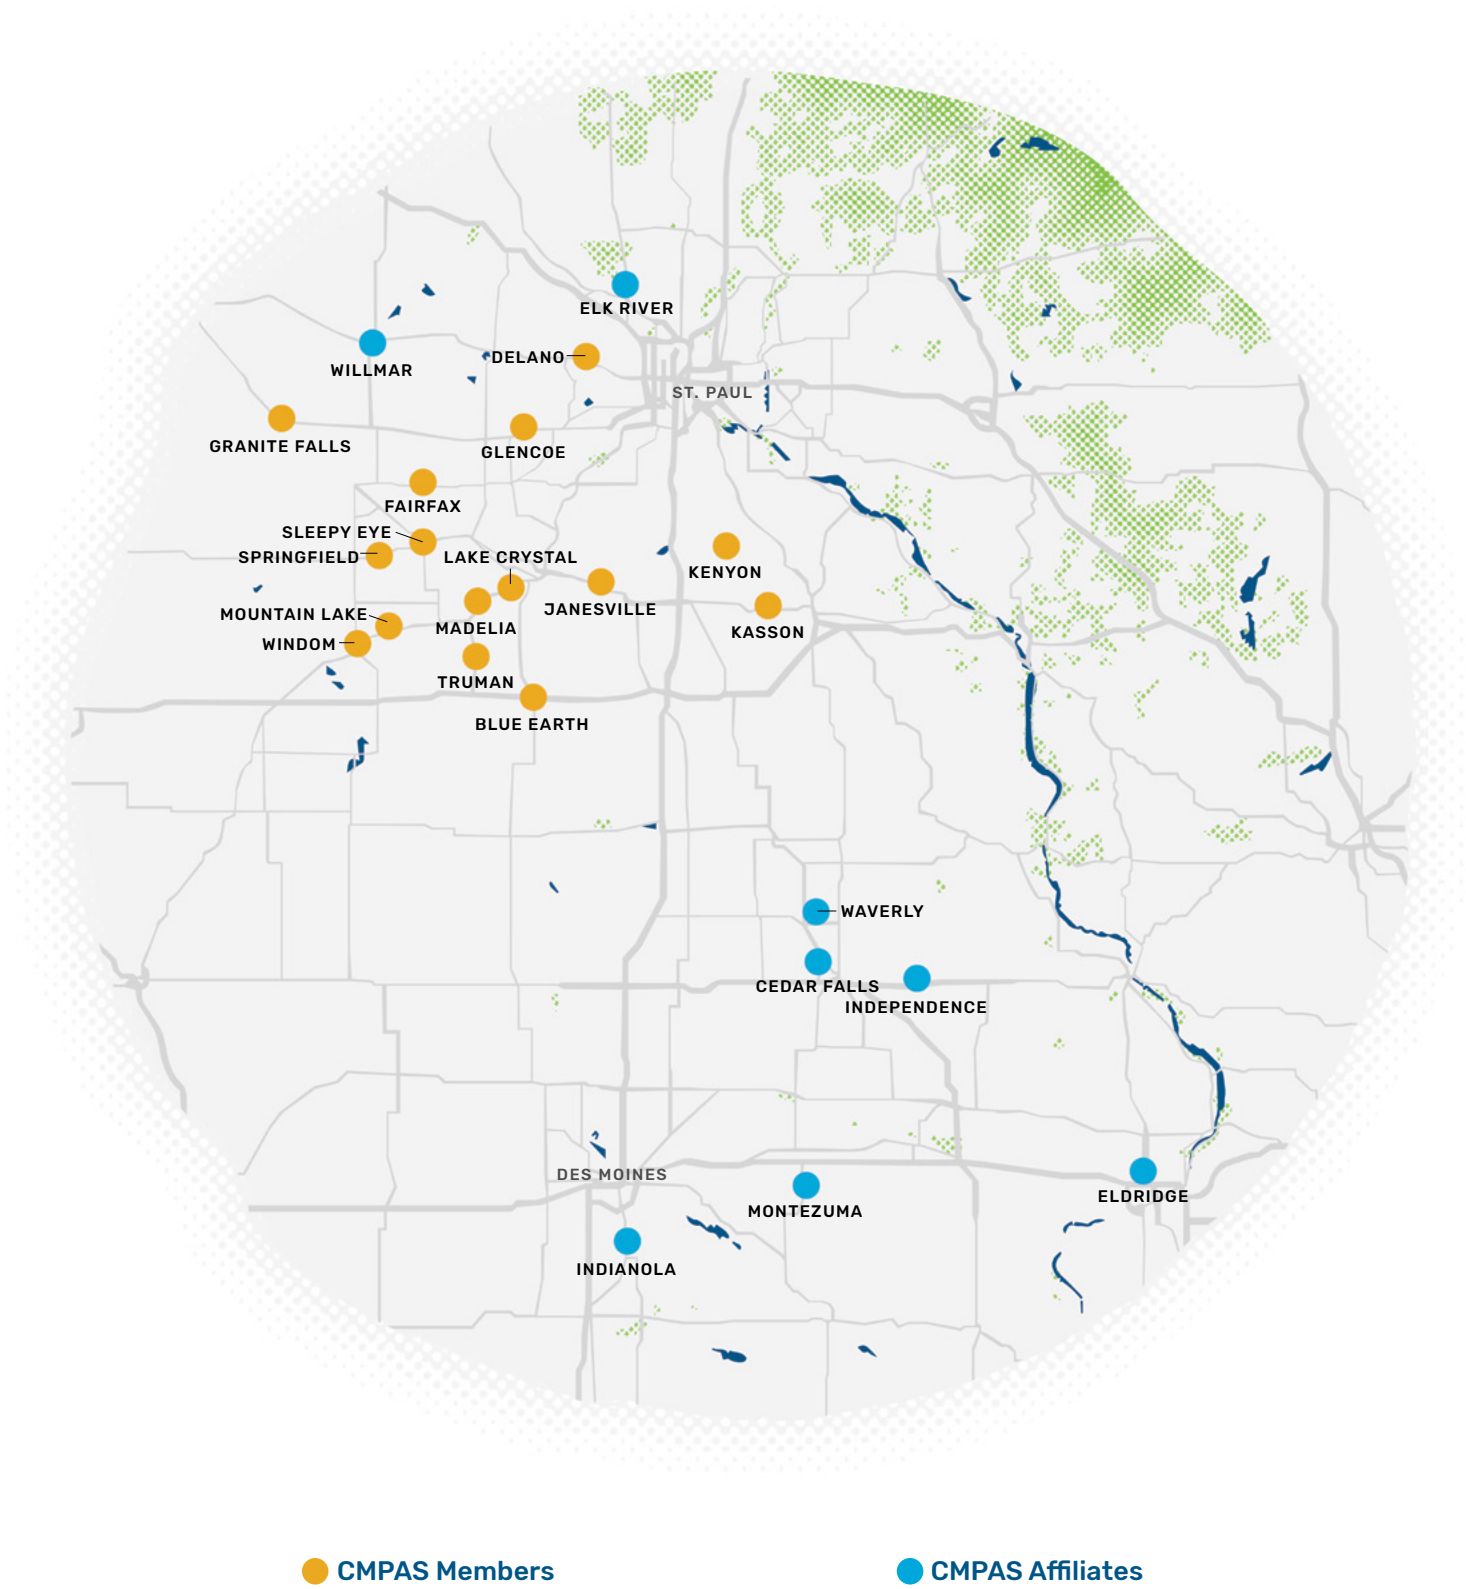 ELK RIVER
DELANO
WILLMAR
ST. PAUL
GRANITE FALLS
GLENCOE
FAIRFAX
SLEEPY EYE
SPRINGFIELD
LAKE CRYSTAL
KENYON
JANESVILLE
MOUNTAIN LAKE
MADELIA
KASSON
WINDOM
TRUMAN
BLUE EARTH
WAVERLY
CEDAR FALLS
INDEPENDENCE
DES MOINES
ELDRIDGE
MONTEZUMA
INDIANOLA
CMPAS Members
CMPAS Affiliates